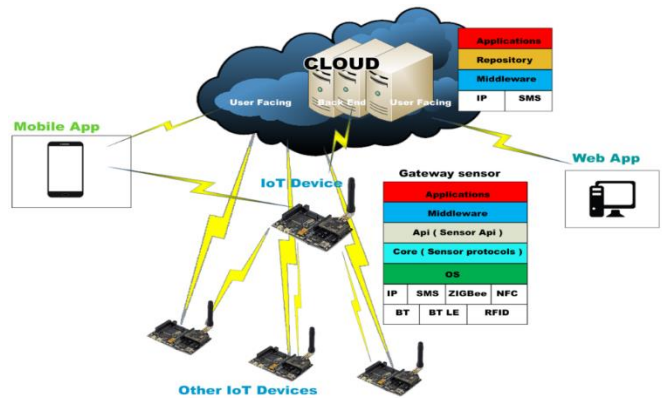 CLOUD
User Facing
Back End
User Facing
Applications
Repository
Middleware
IP SMS
Mobile App
Web App
IoT Device
Gateway sensor
Applications
Middleware
Api ( Sensor Api )
Core ( Sensor protocols )
OS
IP SMS ZIGBee NFC
BT BT LE RFID
Other IoT Devices